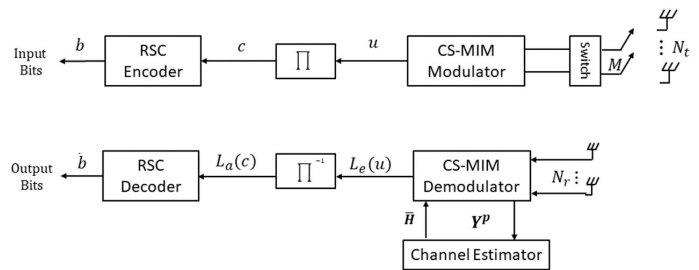 Input
Bits
b
RSC
Encoder
c
∏
u
CS-MIM
Modulator
Switch
M
⋮ N_t
Output
Bits
ḃ
RSC
Decoder
L_a(c)
∏^{-1}
L_e(u)
CS-MIM
Demodulator
N_r ⋮
H̄
Y^p
Channel Estimator